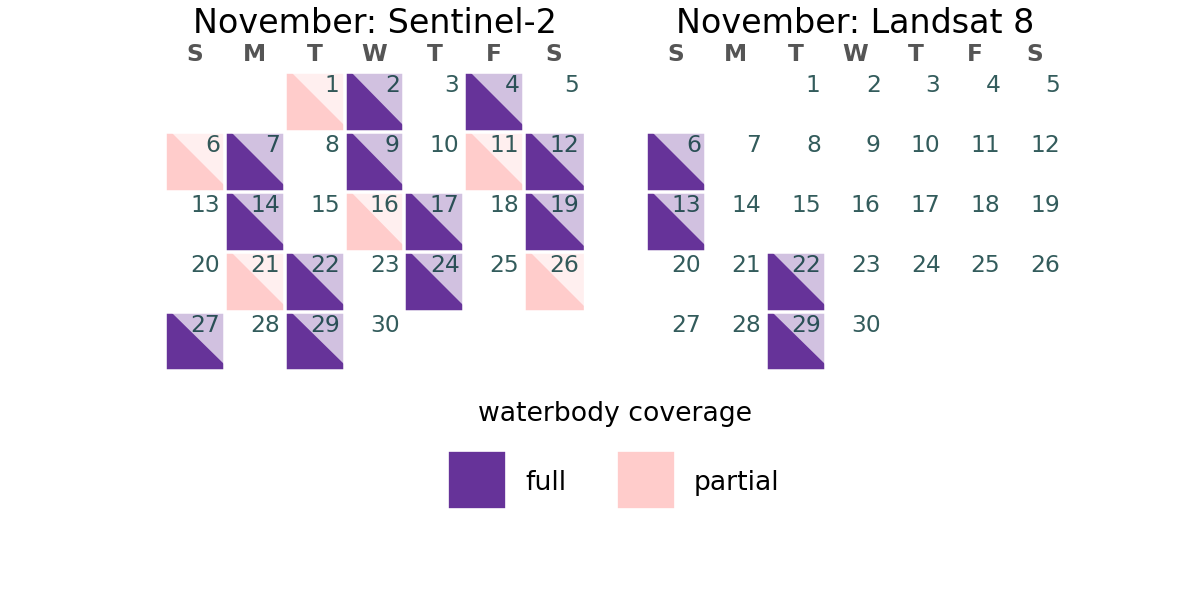 November: Sentinel-2
S M T W T F S
1 2 3 4 5
6 7 8 9 10 11 12
13 14 15 16 17 18 19
20 21 22 23 24 25 26
27 28 29 30
November: Landsat 8
S M T W T F S
1 2 3 4 5
6 7 8 9 10 11 12
13 14 15 16 17 18 19
20 21 22 23 24 25 26
27 28 29 30
waterbody coverage
full
partial